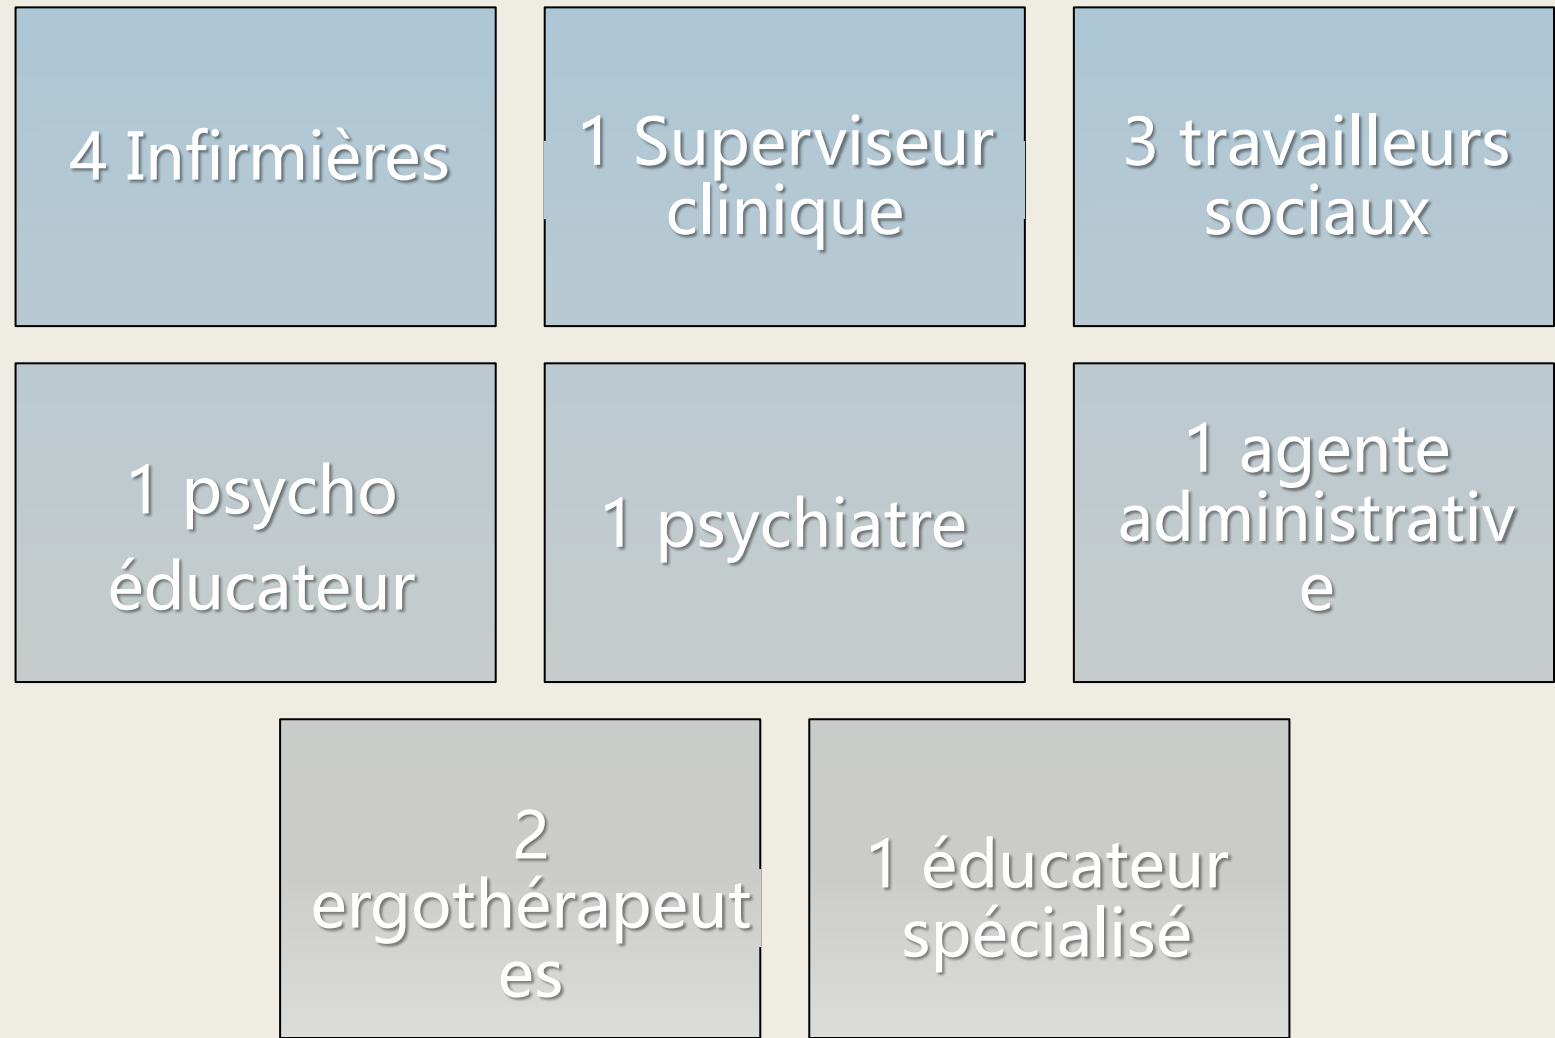 4 Infirmières
1 Superviseur
clinique
3 travailleurs
sociaux
1 psycho
éducateur
1 psychiatre
1 agente
administrativ
e
2
ergothérapeut
es
1 éducateur
spécialisé